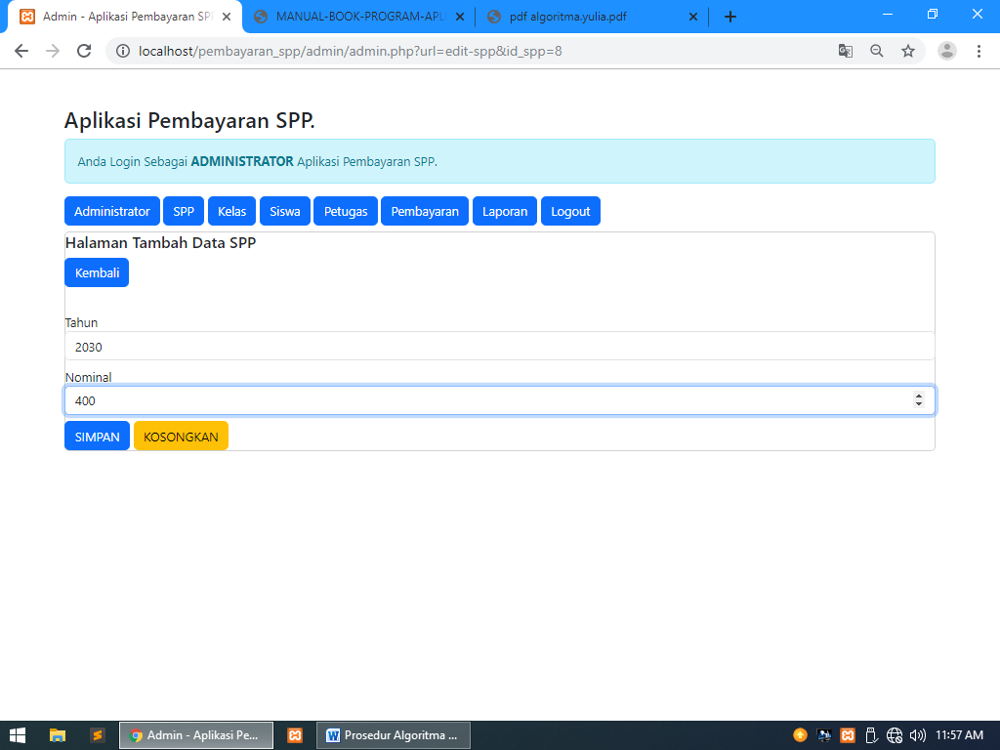 Admin - Aplikasi Pembayaran SPP
MANUAL-BOOK-PROGRAM-APLI
pdf algoritma.yulia.pdf
localhost/pembayaran_spp/admin/admin.php?url=edit-spp&id_spp=8
Aplikasi Pembayaran SPP.
Anda Login Sebagai ADMINISTRATOR Aplikasi Pembayaran SPP.
Administrator SPP Kelas Siswa Petugas Pembayaran Laporan Logout
Halaman Tambah Data SPP
Kembali
Tahun
2030
Nominal
400
SIMPAN KOSONGKAN
Admin - Aplikasi Pe... Prosedur Algoritma ... 11:57 AM